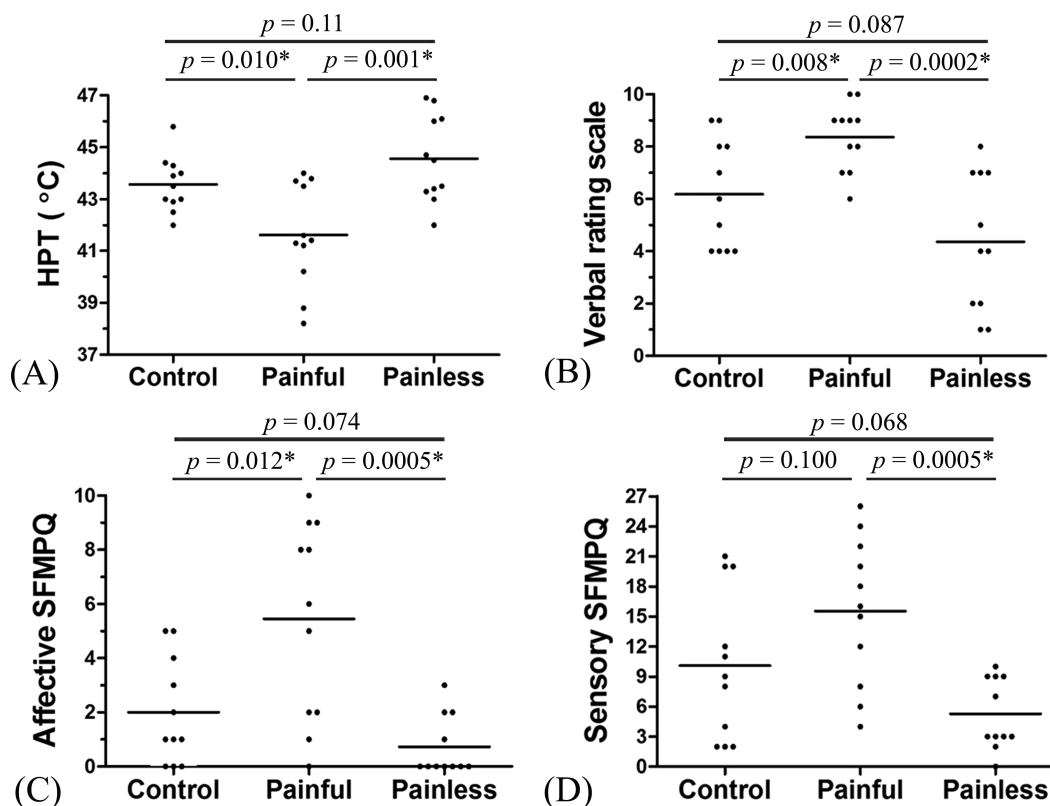 p = 0.11
p = 0.010* p = 0.001*
47
45
43
41
39
37
HPT ( °C)
Control Painful Painless
(A)
p = 0.087
p = 0.008* p = 0.0002*
10
8
6
4
2
0
Verbal rating scale
Control Painful Painless
(B)
p = 0.074
p = 0.012* p = 0.0005*
10
8
6
4
2
0
Affective SFMPQ
Control Painful Painless
(C)
p = 0.068
p = 0.100 p = 0.0005*
27
24
21
18
15
12
9
6
3
0
Sensory SFMPQ
Control Painful Painless
(D)